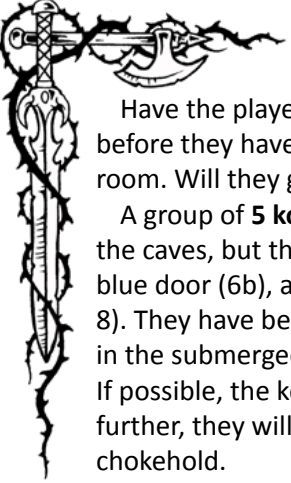 Have the playe
before they have
room. Will they g
A group of 5 ko
the caves, but th
blue door (6b), a
8). They have be
in the submerged
If possible, the k
further, they will
chokehold.